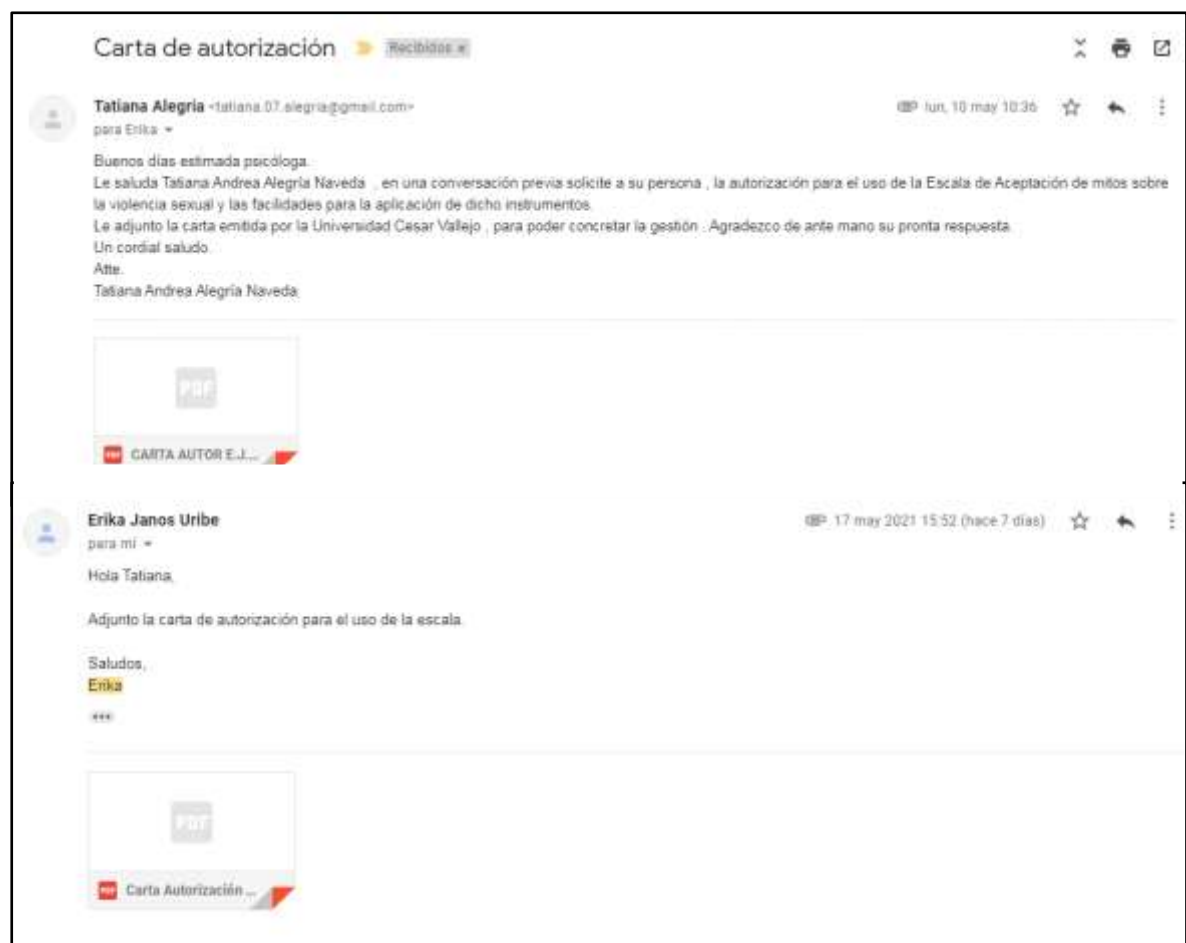 Carta de autorización Recibidos x
Tatiana Alegria <tatiana.07.alegria@gmail.com> lun, 10 may 10:36
para Erika
Buenos días estimada psicóloga.
Le saluda Tatiana Andrea Alegría Naveda , en una conversación previa solicite a su persona , la autorización para el uso de la Escala de Aceptación de mitos sobre
la violencia sexual y las facilidades para la aplicación de dicho instrumentos.
Le adjunto la carta emitida por la Universidad Cesar Vallejo , para poder concretar la gestión . Agradezco de ante mano su pronta respuesta.
Un cordial saludo.
Atte.
Tatiana Andrea Alegría Naveda.
PDF
PDF CARTA AUTOR E.J....
Erika Janos Uribe 17 may 2021 15:52 (hace 7 días)
para mí
Hola Tatiana,
Adjunto la carta de autorización para el uso de la escala.
Saludos,
Erika
PDF
PDF Carta Autorización ...